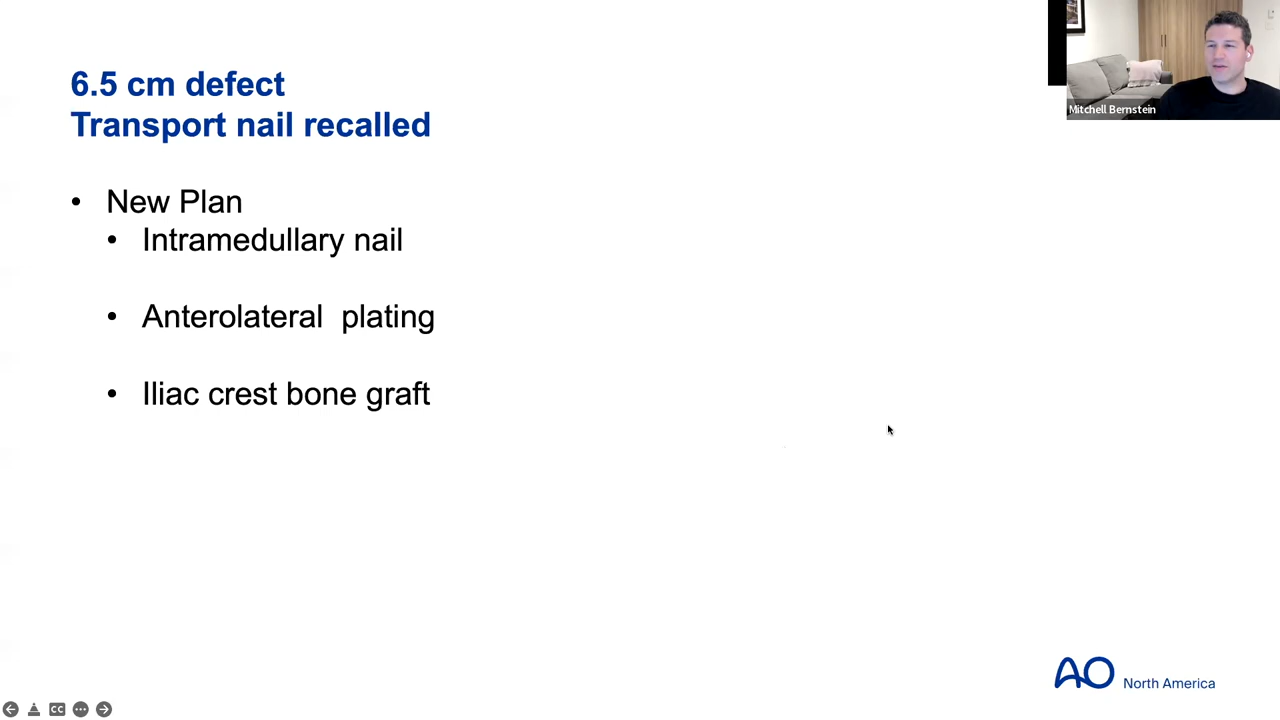 6.5 cm defect
Transport nail recalled
• New Plan
• Intramedullary nail
• Anterolateral  plating
• Iliac crest bone graft
Mitchell Bernstein
AO North America
CC